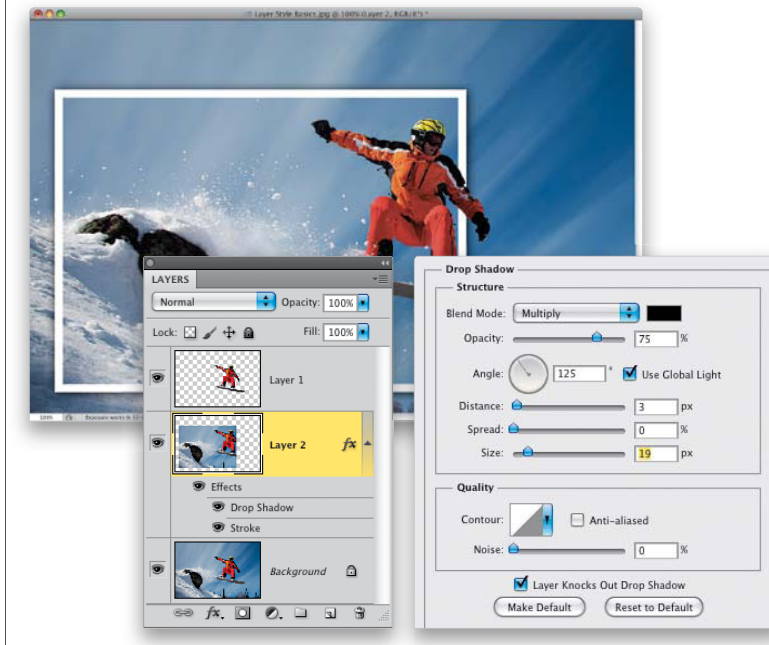 Layer Style Basics.jpg @ 100% (Layer 2, RGB/8*) *
LAYERS
Normal
Opacity: 100%
Lock:
Fill: 100%
Layer 1
Layer 2
fx
Effects
Drop Shadow
Stroke
Background
fx.
100%
Drop Shadow
Structure
Blend Mode: Multiply
Opacity: 75 %
Angle: 125 ° Use Global Light
Distance: 3 px
Spread: 0 %
Size: 19 px
Quality
Contour: Anti-aliased
Noise: 0 %
Layer Knocks Out Drop Shadow
Make Default Reset to Default